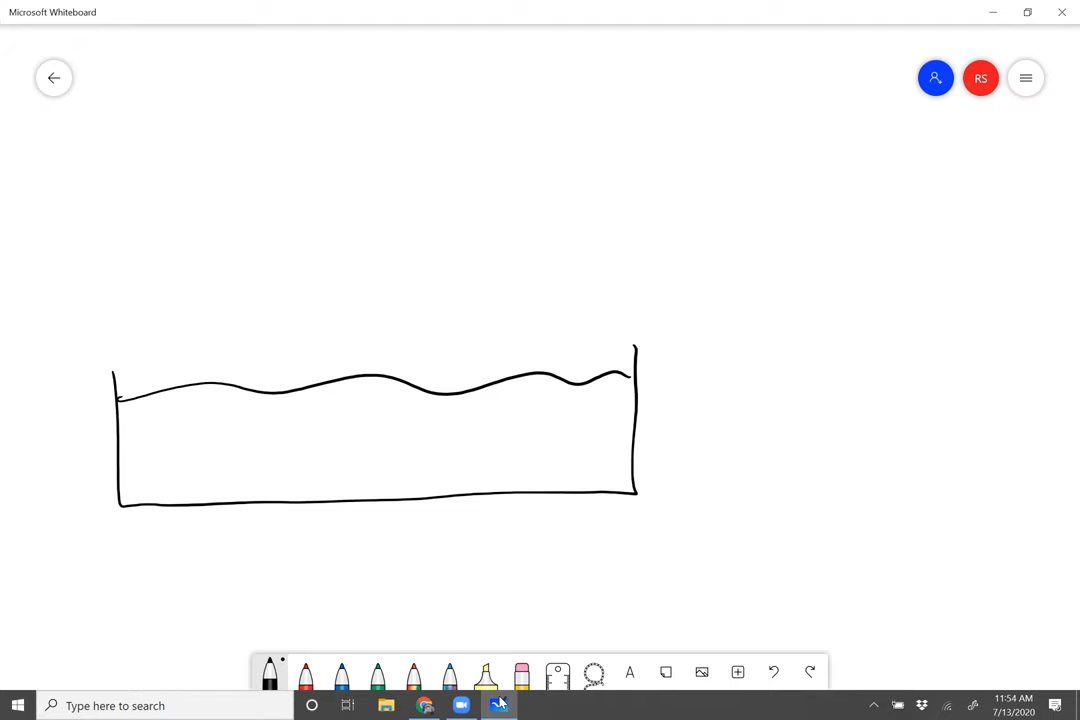 Microsoft Whiteboard
RS
A
Type here to search
11:54 AM
7/13/2020